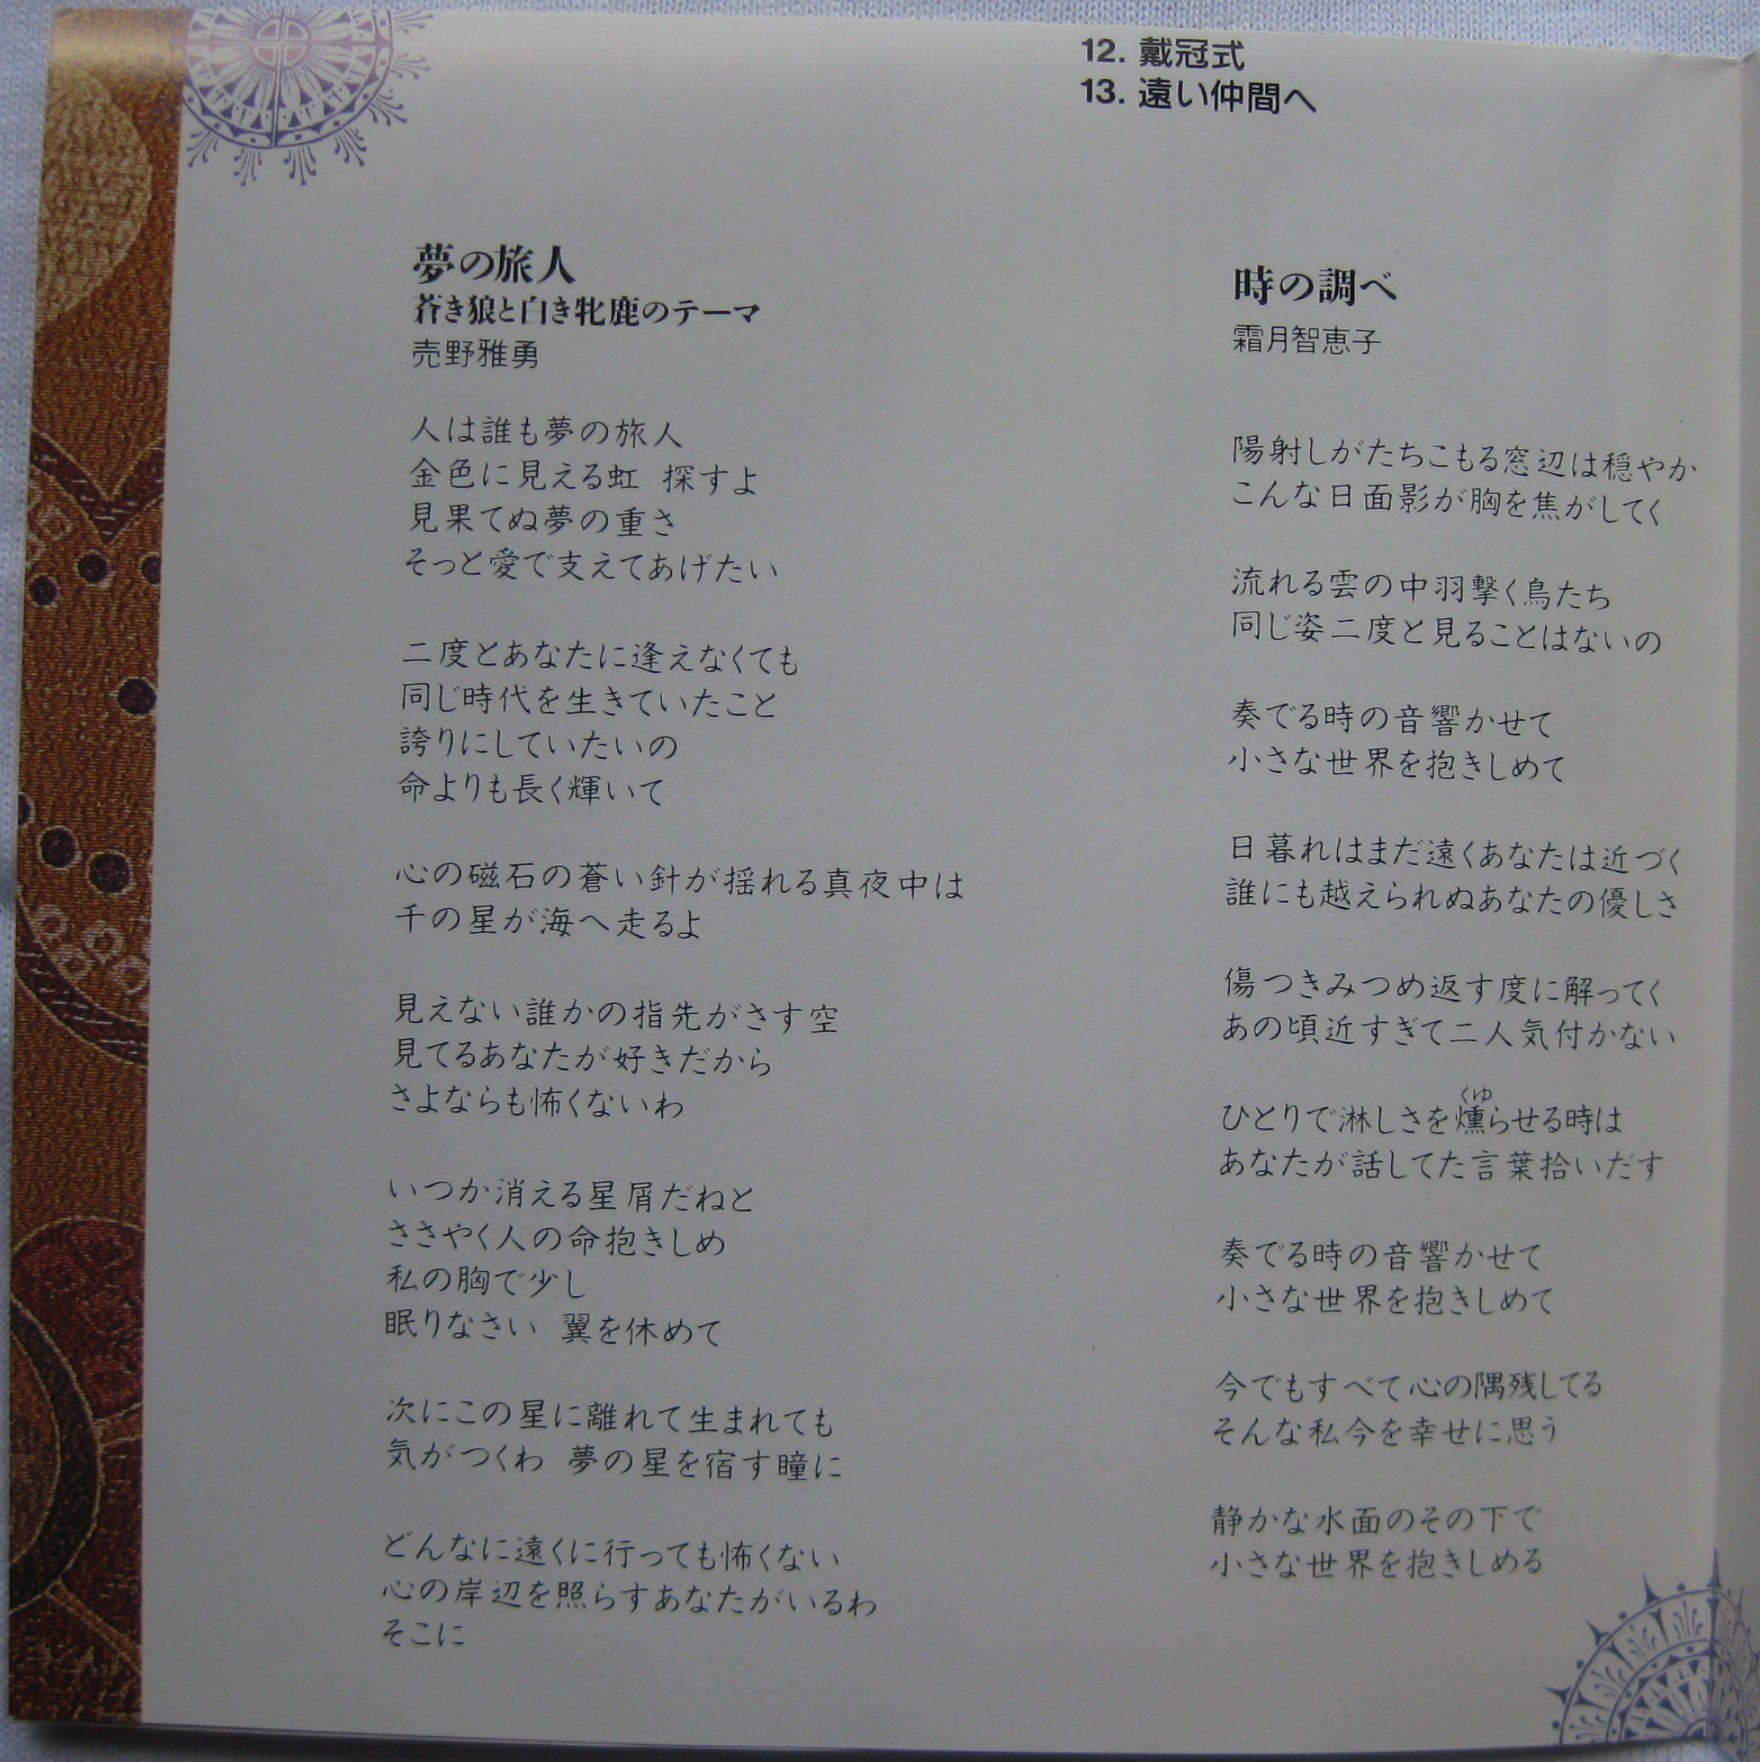 12. 戴冠式
13. 遠い仲間へ
夢の旅人
蒼き狼と白き牝鹿のテーマ
売野雅勇
人は誰も夢の旅人
金色に見える虹 探すよ
見果てぬ夢の重さ
そっと愛で支えてあげたい
二度とあなたに逢えなくても
同じ時代を生きていたこと
誇りにしていたいの
命よりも長く輝いて
心の磁石の蒼い針が揺れる真夜中は
千の星が海へ走るよ
見えない誰かの指先がさす空
見てるあなたが好きだから
さよならも怖くないわ
いつか消える星屑だねと
ささやく人の命抱きしめ
私の胸で少し
眠りなさい 翼を休めて
次にこの星に離れて生まれても
気がつくわ 夢の星を宿す瞳に
どんなに遠くに行っても怖くない
心の岸辺を照らすあなたがいるわ
そこに
時の調べ
霜月智恵子
陽射しがたちこもる窓辺は穏やか
こんな日面影が胸を焦がしてく
流れる雲の中羽撃く鳥たち
同じ姿二度と見ることはないの
奏でる時の音響かせて
小さな世界を抱きしめて
日暮れはまだ遠くあなたは近づく
誰にも越えられぬあなたの優しさ
傷つきみつめ返す度に解ってく
あの頃近すぎて二人気付かない
くゆ
ひとりで淋しさを燻らせる時は
あなたが話してた言葉拾いだす
奏でる時の音響かせて
小さな世界を抱きしめて
今でもすべて心の隅残してる
そんな私今を幸せに思う
静かな水面のその下で
小さな世界を抱きしめる